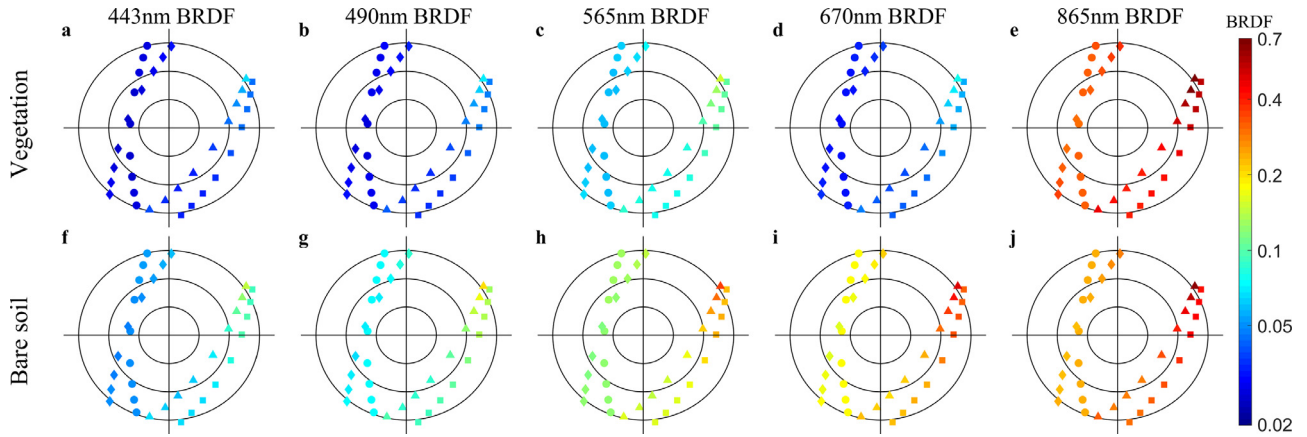 443nm BRDF 490nm BRDF 565nm BRDF 670nm BRDF 865nm BRDF BRDF
a b c d e 0.7
Vegetation
0.4
0.2
f g h i j 0.1
Bare soil
0.05
0.02